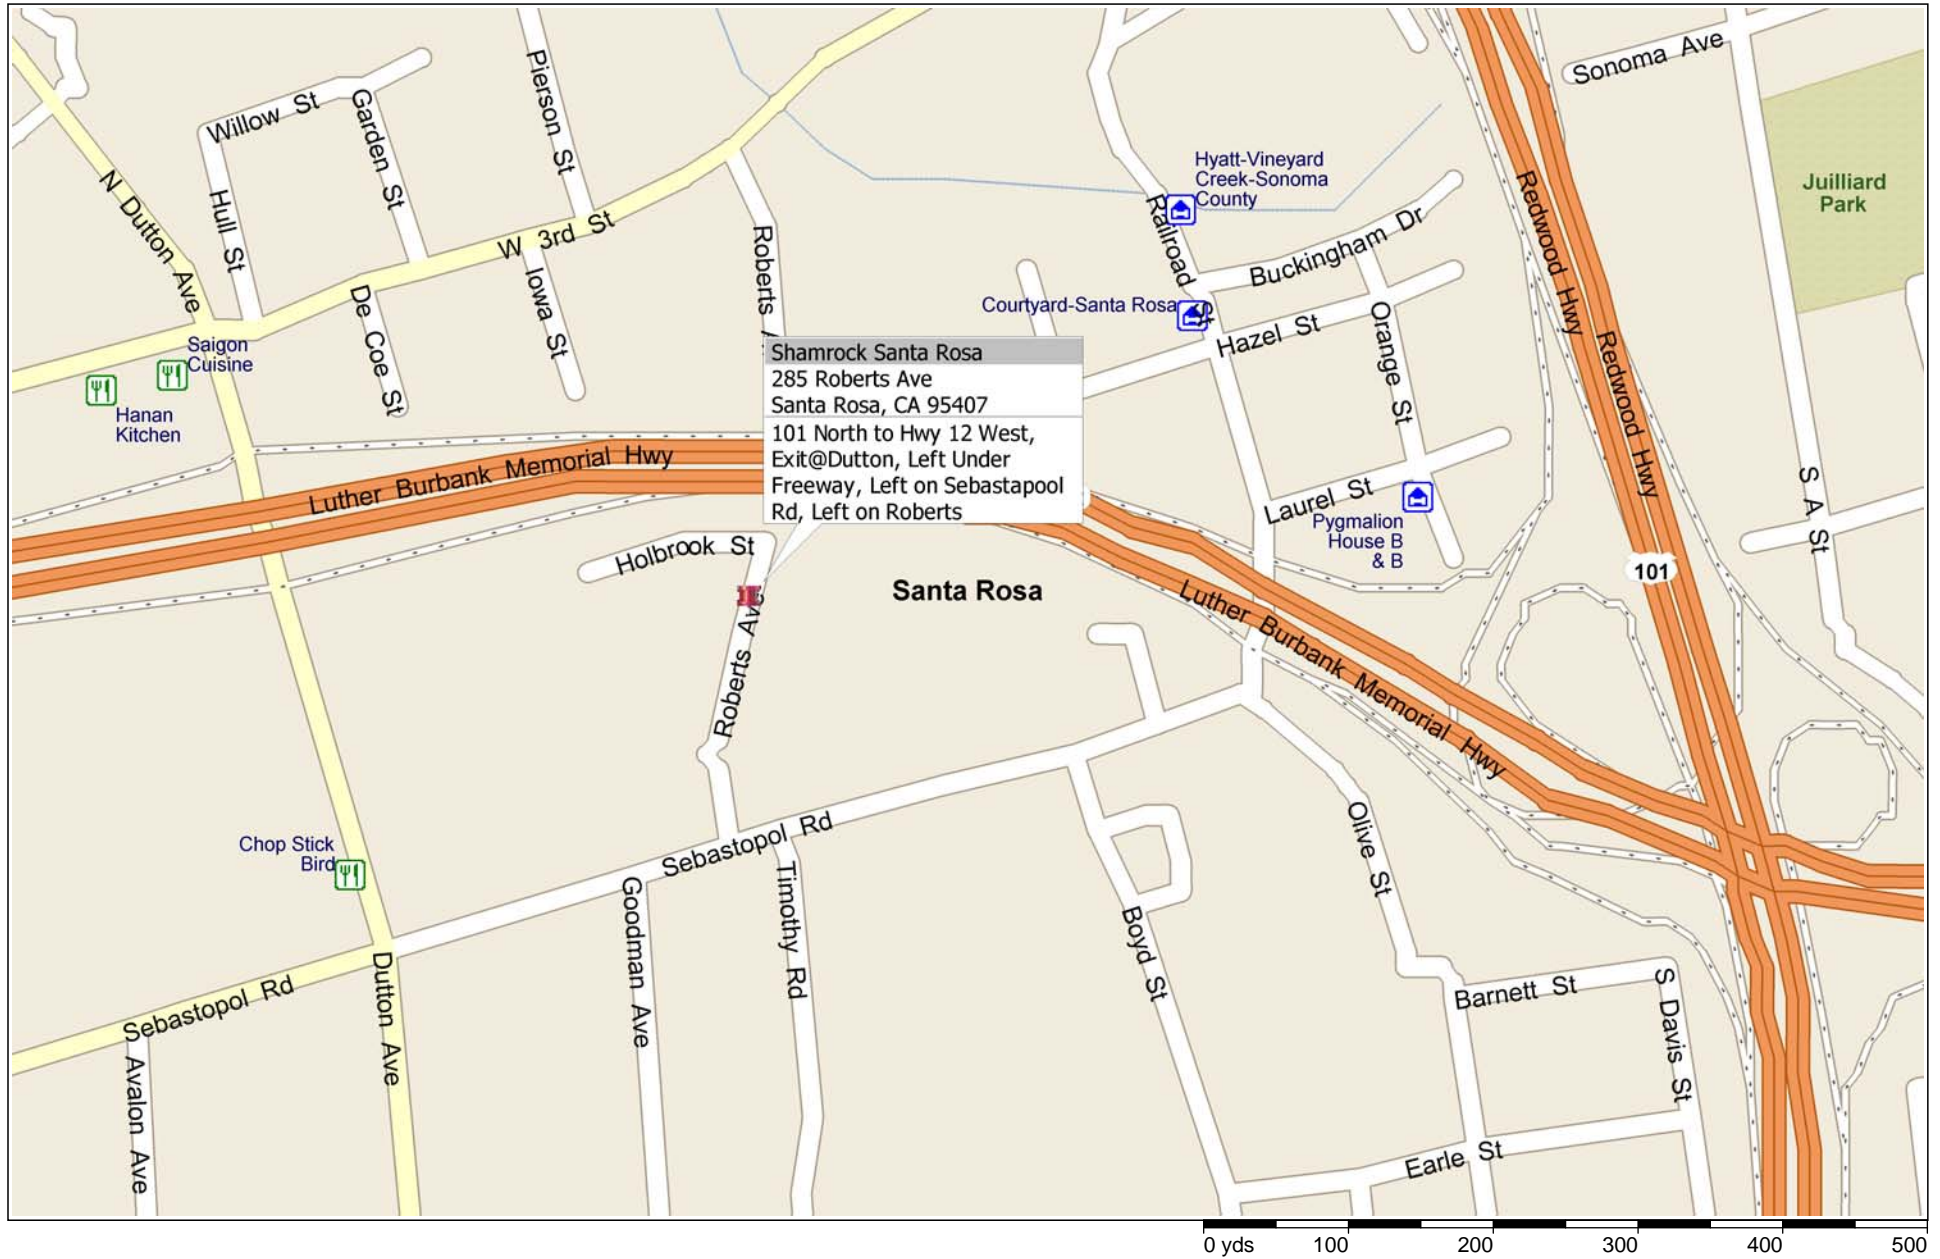 Sonoma Ave
Pierson St
Willow St
Garden St
Hull St
N Dutton Ave
W 3rd St
De Coe St
Iowa St
Roberts A
Hyatt-Vineyard
Creek-Sonoma
County
Railroad St
Buckingham Dr
Courtyard-Santa Rosa
Hazel St
Orange St
Redwood Hwy
Redwood Hwy
Juilliard
Park
Saigon
Cuisine
Hanan
Kitchen
Shamrock Santa Rosa
285 Roberts Ave
Santa Rosa, CA 95407
101 North to Hwy 12 West,
Exit@Dutton, Left Under
Freeway, Left on Sebastapool
Rd, Left on Roberts
Luther Burbank Memorial Hwy
Laurel St
Pygmalion
House B
& B
S A St
101
Holbrook St
Santa Rosa
Roberts Ave
Luther Burbank Memorial Hwy
Chop Stick
Bird
Sebastopol Rd
Olive St
Timothy Rd
Goodman Ave
Boyd St
Dutton Ave
Sebastopol Rd
S Avalon Ave
Barnett St
S Davis St
Earle St
0 yds 100 200 300 400 500